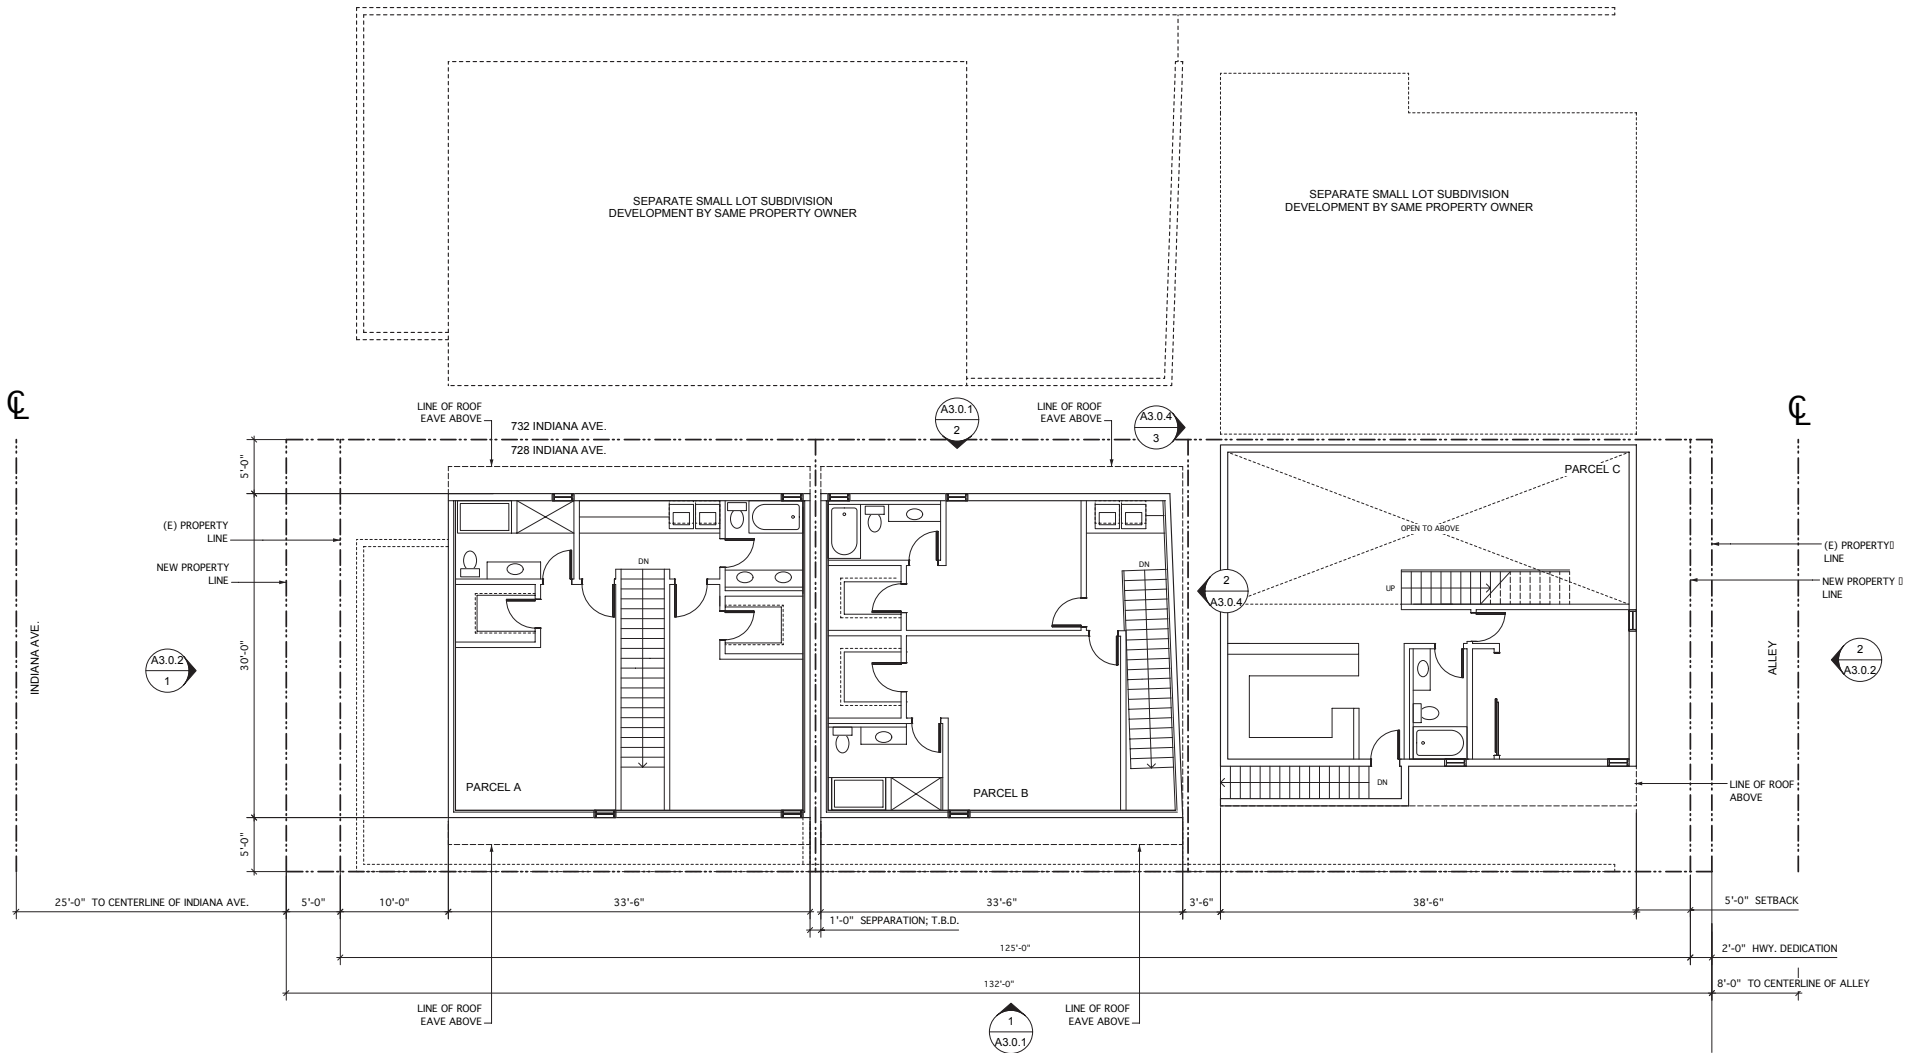 SEPARATE SMALL LOT SUBDIVISION
DEVELOPMENT BY SAME PROPERTY OWNER
SEPARATE SMALL LOT SUBDIVISION
DEVELOPMENT BY SAME PROPERTY OWNER
℄
℄
LINE OF ROOF
EAVE ABOVE
732 INDIANA AVE.
728 INDIANA AVE.
A3.0.1
2
LINE OF ROOF
EAVE ABOVE
A3.0.4
3
5'-0"
PARCEL C
(E) PROPERTY
LINE
OPEN TO ABOVE
(E) PROPERTY
LINE
NEW PROPERTY
LINE
DN
DN
2
A3.0.4
UP
NEW PROPERTY
LINE
INDIANA AVE.
A3.0.2
1
30'-0"
ALLEY
2
A3.0.2
PARCEL A
PARCEL B
DN
LINE OF ROOF
ABOVE
5'-0"
25'-0" TO CENTERLINE OF INDIANA AVE.
5'-0"
10'-0"
33'-6"
33'-6"
3'-6"
38'-6"
5'-0" SETBACK
1'-0" SEPPARATION; T.B.D.
125'-0"
2'-0" HWY. DEDICATION
132'-0"
8'-0" TO CENTERLINE OF ALLEY
LINE OF ROOF
EAVE ABOVE
1
A3.0.1
LINE OF ROOF
EAVE ABOVE